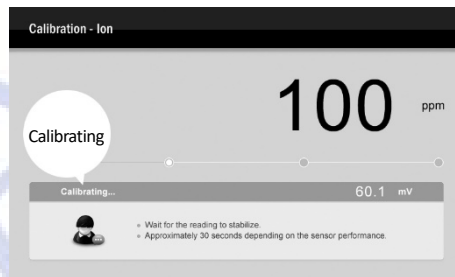 Calibration - Ion
100 ppm
Calibrating
Calibrating... 60.1 mV
Wait for the reading to stabilize.
Approximately 30 seconds depending on the sensor performance.